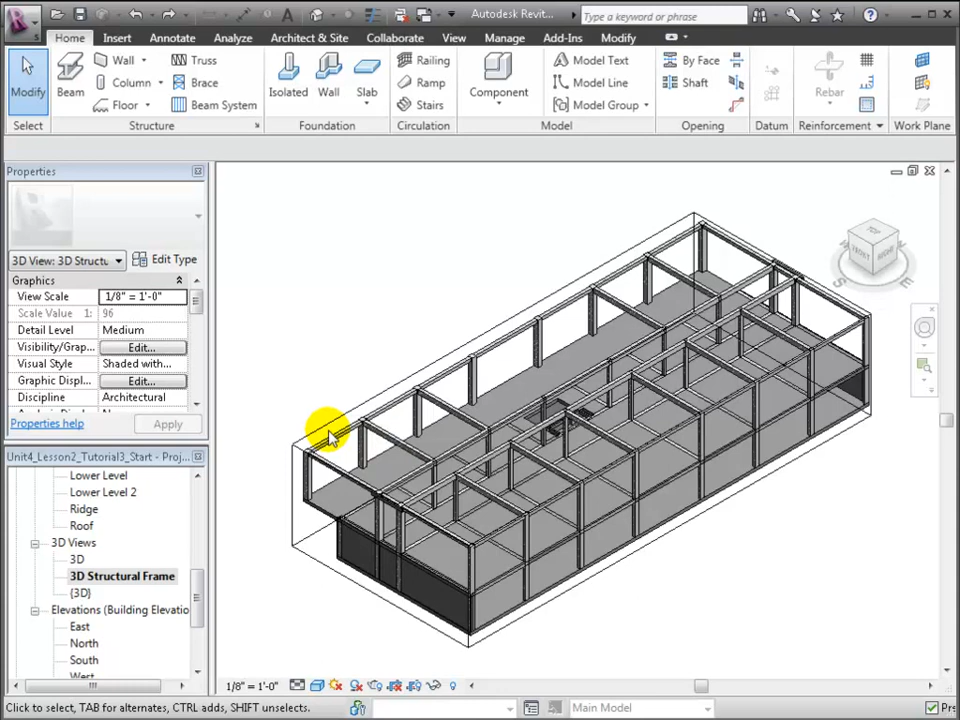 Autodesk Revit...
Type a keyword or phrase
Home Insert Annotate Analyze Architect & Site Collaborate View Manage Add-Ins Modify
Modify
Beam
Wall
Column
Floor
Truss
Brace
Beam System
Isolated
Wall
Slab
Railing
Ramp
Stairs
Component
Model Text
Model Line
Model Group
By Face
Shaft
Rebar
Select
Structure
Foundation
Circulation
Model
Opening
Datum
Reinforcement
Work Plane
Properties
3D View: 3D Structu
Edit Type
Graphics
View Scale 1/8" = 1'-0"
Scale Value 1: 96
Detail Level Medium
Visibility/Grap... Edit...
Visual Style Shaded with...
Graphic Displ... Edit...
Discipline Architectural
Properties help
Apply
Unit4_Lesson2_Tutorial3_Start - Proj...
Lower Level
Lower Level 2
Ridge
Roof
3D Views
3D
3D Structural Frame
{3D}
Elevations (Building Elevatio
East
North
South
West
TOP
FRONT
RIGHT
S
1/8" = 1'-0"
Click to select, TAB for alternates, CTRL adds, SHIFT unselects.
Main Model
Pre